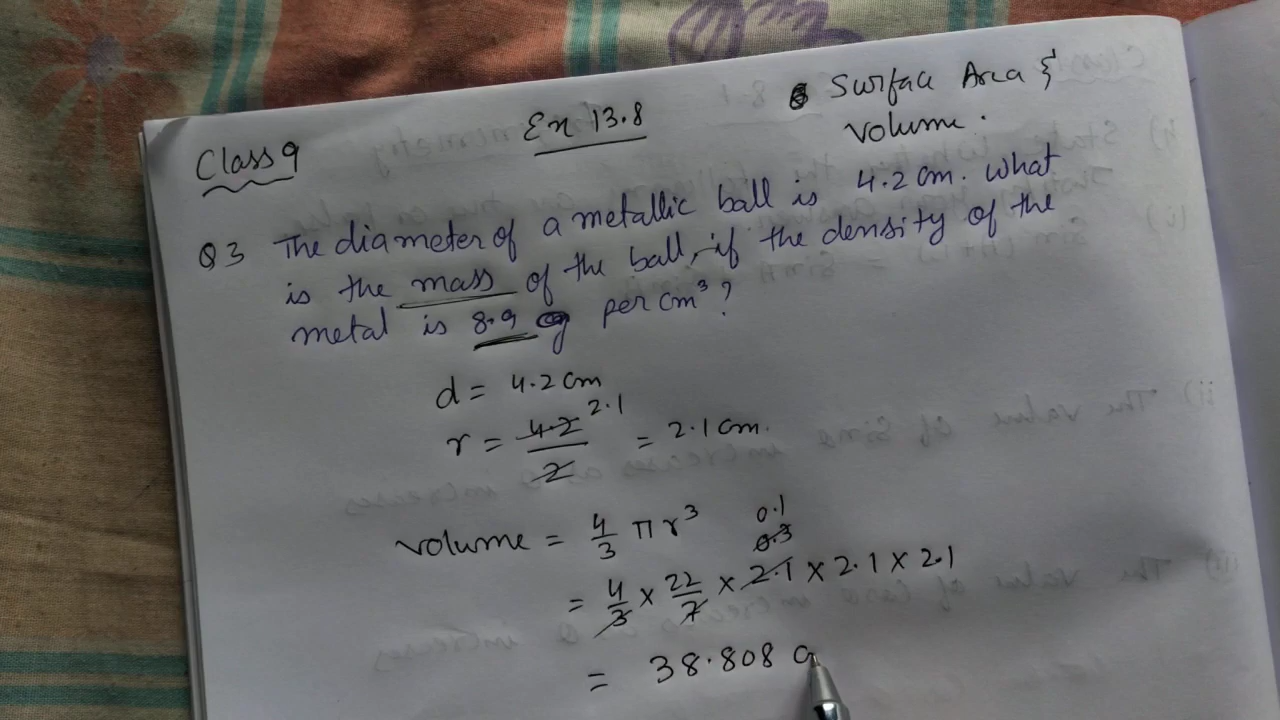 Surface Area &
Volume.
Ex 13.8
Class 9
Q3 The diameter of a metallic ball is 4.2 cm. What
is the mass of the ball, if the density of the
metal is 8.9 g per cm³?
d = 4.2 cm
r = 4.2/2 2.1 = 2.1 cm.
volume = 4/3 π r³
0.1
0.3
= 4/3 × 22/7 × 2.1 × 2.1 × 2.1
= 38.808 c